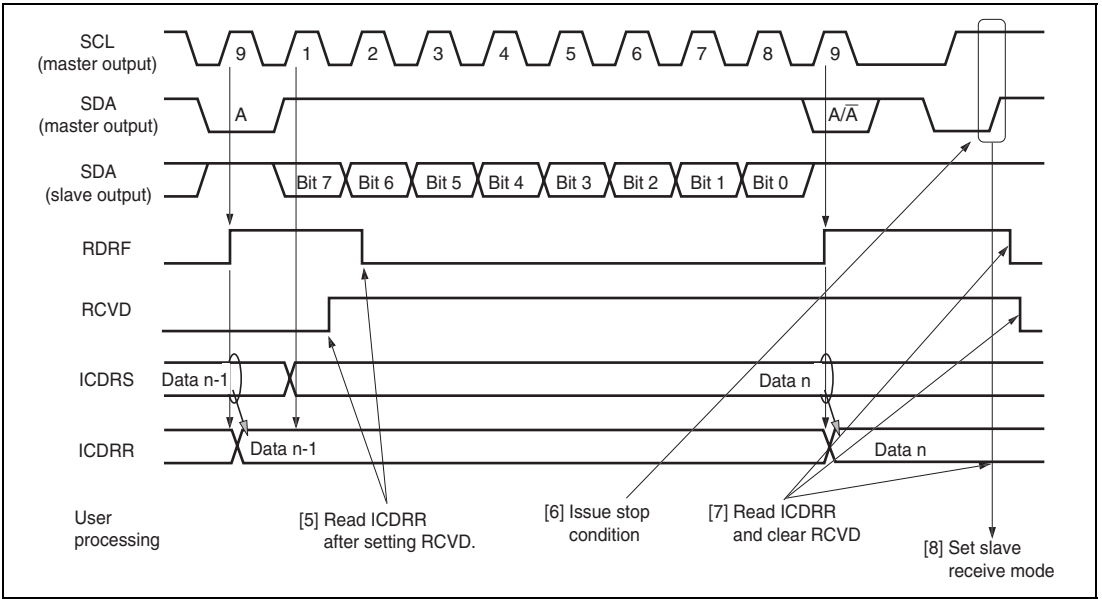 SCL
(master output)
9 1 2 3 4 5 6 7 8 9
SDA
(master output)
A A/A̅
SDA
(slave output)
Bit 7 Bit 6 Bit 5 Bit 4 Bit 3 Bit 2 Bit 1 Bit 0
RDRF
RCVD
ICDRS
Data n-1 Data n
ICDRR
Data n-1 Data n
User
processing
[5] Read ICDRR
after setting RCVD.
[6] Issue stop
condition
[7] Read ICDRR
and clear RCVD
[8] Set slave
receive mode